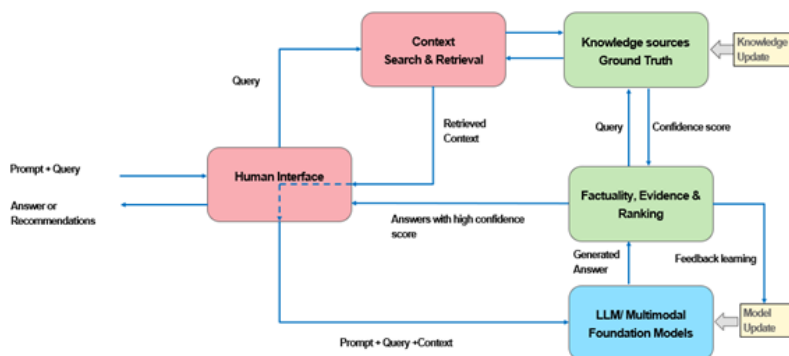 Context
Search & Retrieval
Knowledge sources
Ground Truth
Knowledge
Update
Query
Retrieved
Context
Query
Confidence score
Prompt + Query
Human Interface
Answer or
Recommendations
Factuality, Evidence &
Ranking
Answers with high confidence
score
Generated
Answer
Feedback learning
LLM/ Multimodal
Foundation Models
Model
Update
Prompt + Query +Context